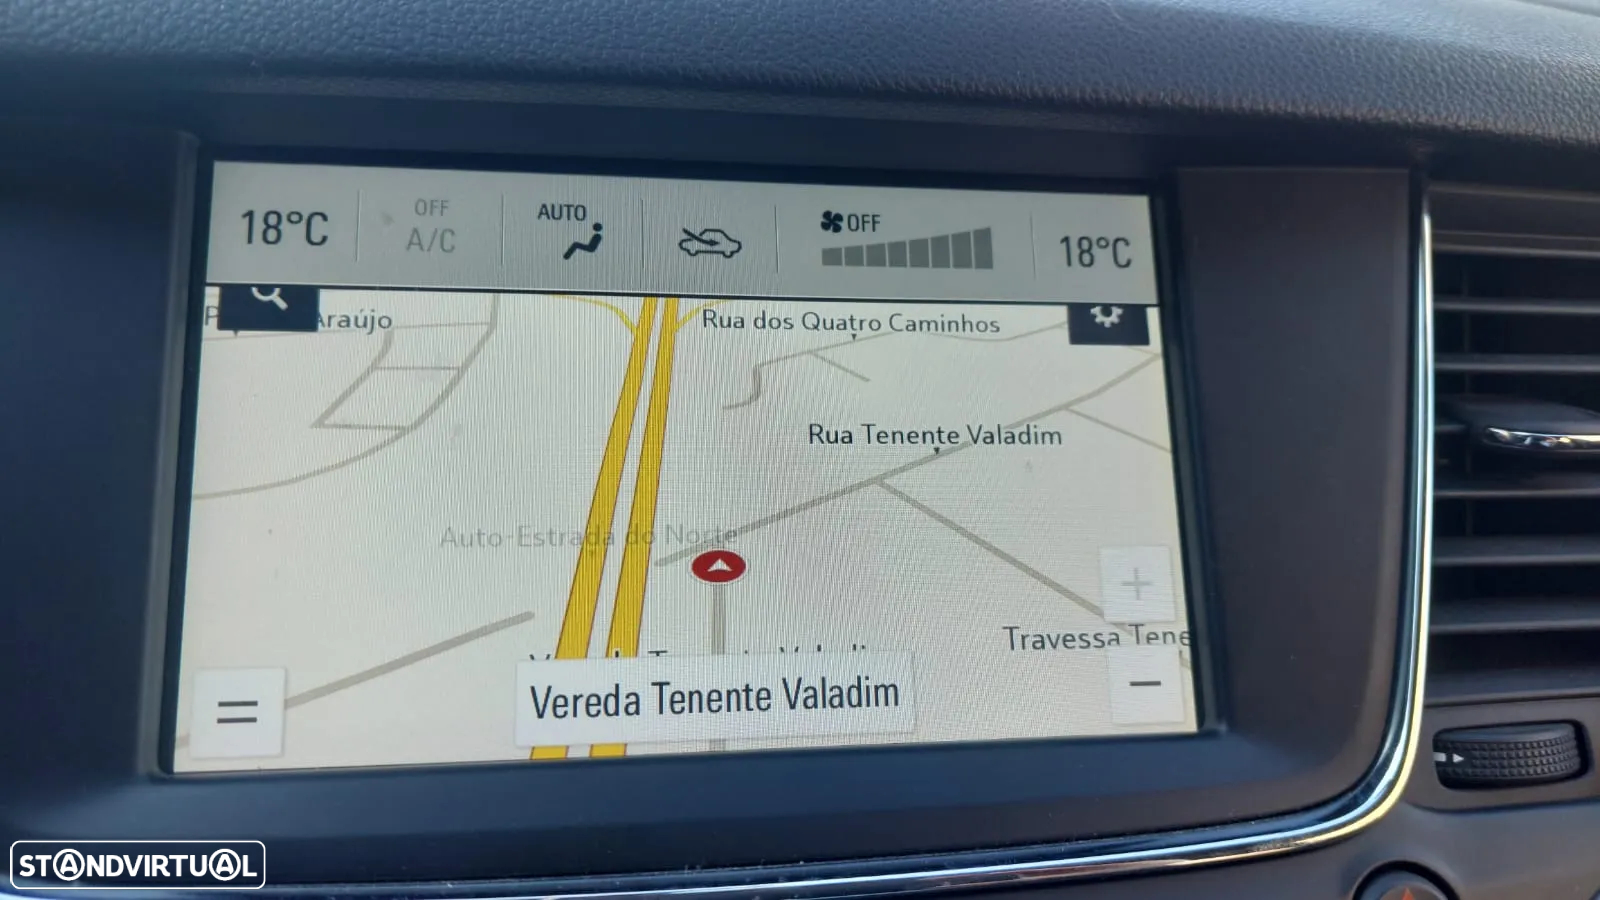 18°C
OFF
A/C
AUTO
OFF
18°C
Rua dos Quatro Caminhos
Rua Tenente Valadim
Auto-Estrada do Norte
Travessa Tene
Vereda Tenente Valadim
STANDVIRTUAL